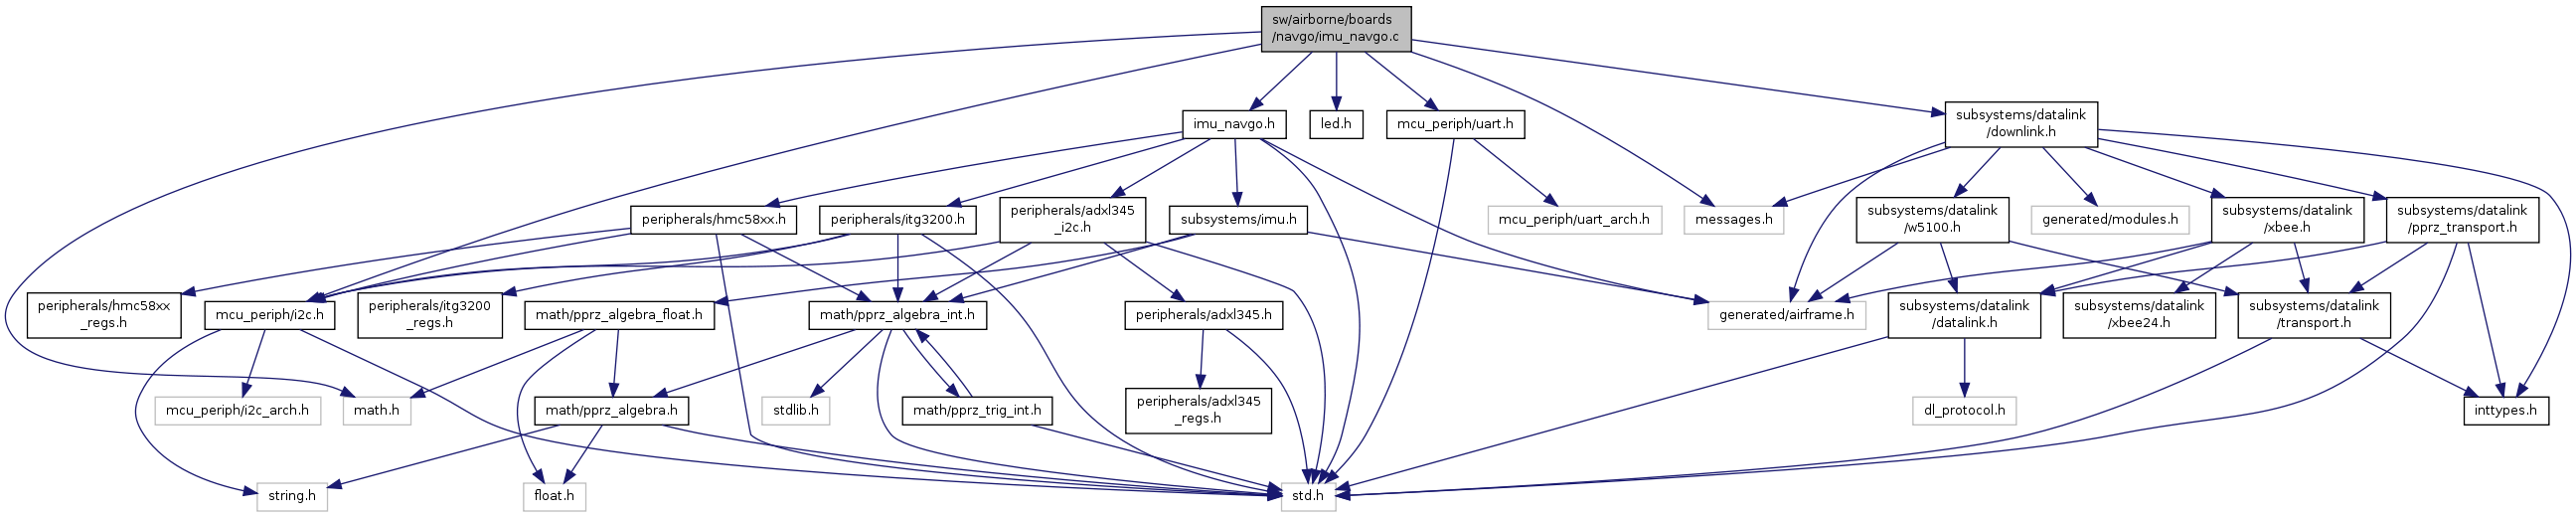 sw/airborne/boards
/navgo/imu_navgo.c
imu_navgo.h
led.h
mcu_periph/uart.h
subsystems/datalink
/downlink.h
peripherals/hmc58xx.h
peripherals/itg3200.h
peripherals/adxl345
_i2c.h
subsystems/imu.h
mcu_periph/uart_arch.h
messages.h
subsystems/datalink
/w5100.h
generated/modules.h
subsystems/datalink
/xbee.h
subsystems/datalink
/pprz_transport.h
peripherals/hmc58xx
_regs.h
mcu_periph/i2c.h
peripherals/itg3200
_regs.h
math/pprz_algebra_float.h
math/pprz_algebra_int.h
peripherals/adxl345.h
generated/airframe.h
subsystems/datalink
/datalink.h
subsystems/datalink
/xbee24.h
subsystems/datalink
/transport.h
mcu_periph/i2c_arch.h
math.h
math/pprz_algebra.h
stdlib.h
math/pprz_trig_int.h
peripherals/adxl345
_regs.h
dl_protocol.h
inttypes.h
string.h
float.h
std.h